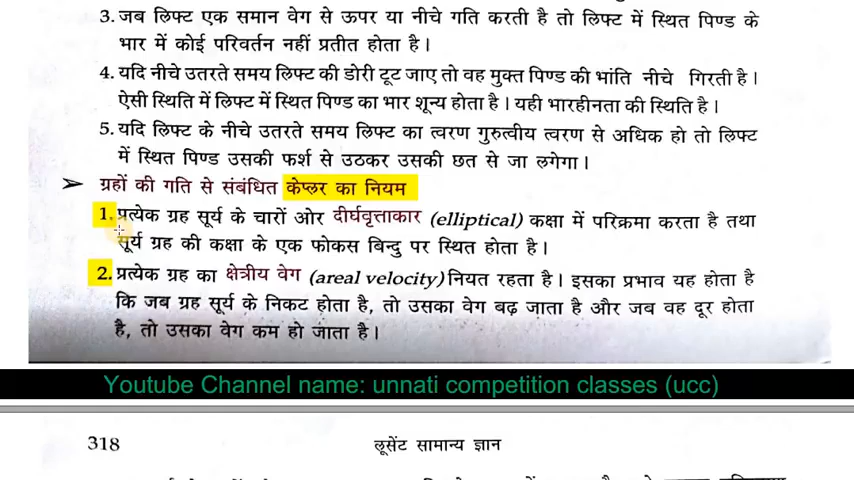 3. जब लिफ्ट एक समान वेग से ऊपर या नीचे गति करती है तो लिफ्ट में स्थित पिण्ड के
भार में कोई परिवर्तन नहीं प्रतीत होता है।
4. यदि नीचे उतरते समय लिफ्ट की डोरी टूट जाए तो वह मुक्त पिण्ड की भांति नीचे गिरती है।
ऐसी स्थिति में लिफ्ट में स्थित पिण्ड का भार शून्य होता है। यही भारहीनता की स्थिति है।
5. यदि लिफ्ट के नीचे उतरते समय लिफ्ट का त्वरण गुरुत्वीय त्वरण से अधिक हो तो लिफ्ट
में स्थित पिण्ड उसकी फर्श से उठकर उसकी छत से जा लगेगा।
➢ ग्रहों की गति से संबंधित केप्लर का नियम
1. प्रत्येक ग्रह सूर्य के चारों ओर दीर्घवृत्ताकार (elliptical) कक्षा में परिक्रमा करता है तथा
सूर्य ग्रह की कक्षा के एक फोकस बिन्दु पर स्थित होता है।
2. प्रत्येक ग्रह का क्षेत्रीय वेग (areal velocity) नियत रहता है। इसका प्रभाव यह होता है
कि जब ग्रह सूर्य के निकट होता है, तो उसका वेग बढ़ जाता है और जब वह दूर होता
है, तो उसका वेग कम हो जाता है।
Youtube Channel name: unnati competition classes (ucc)
318 लूसेंट सामान्य ज्ञान